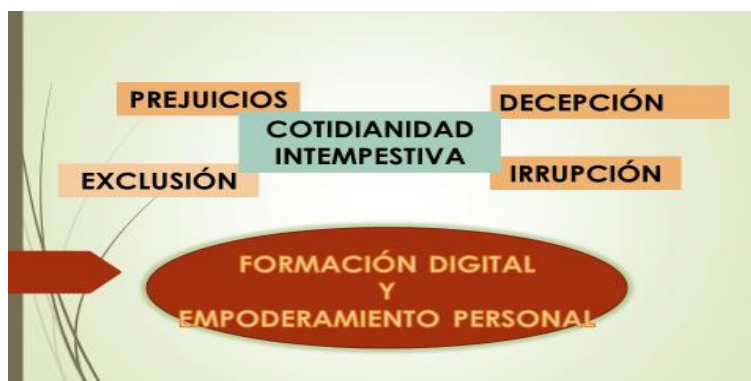 PREJUICIOS
DECEPCIÓN
COTIDIANIDAD
INTEMPESTIVA
EXCLUSIÓN
IRRUPCIÓN
FORMACIÓN DIGITAL
Y
EMPODERAMIENTO PERSONAL